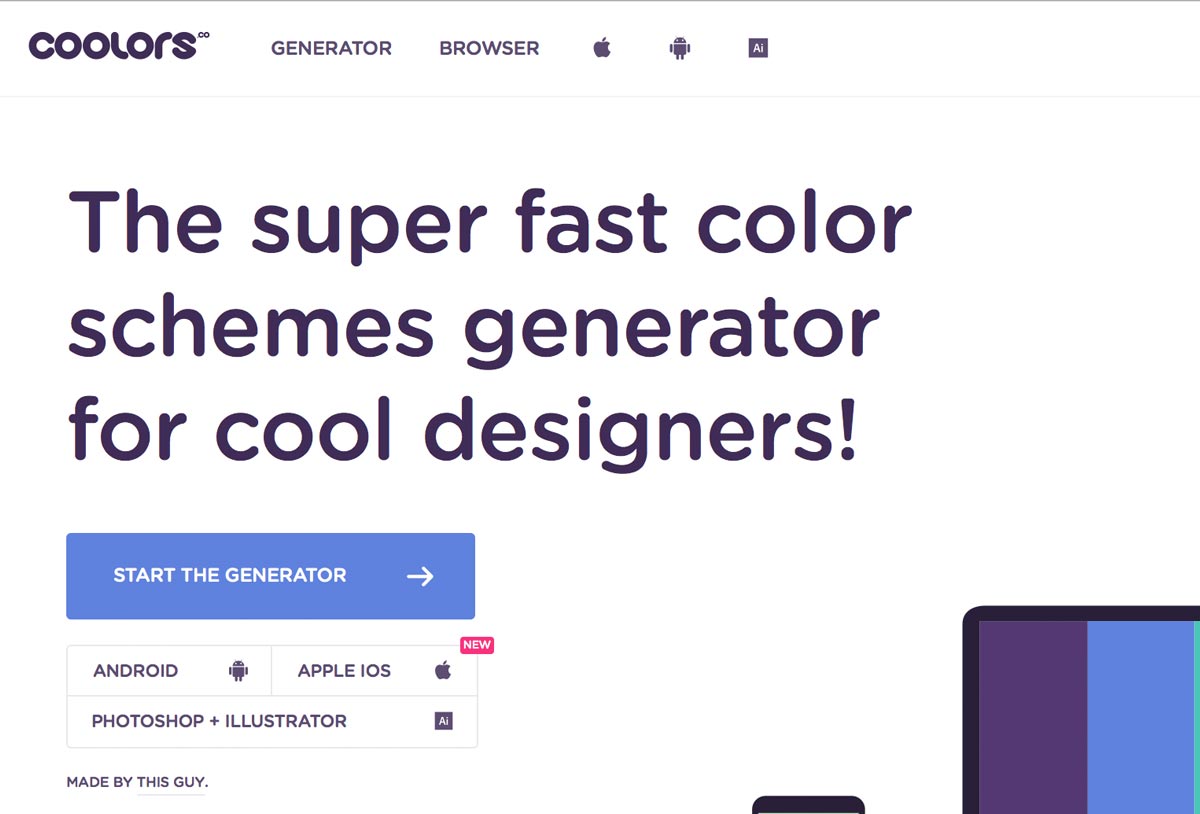 COOLORS.CO
GENERATOR
BROWSER
Ai
The super fast color
schemes generator
for cool designers!
START THE GENERATOR
NEW
ANDROID
APPLE IOS
PHOTOSHOP + ILLUSTRATOR
Ai
MADE BY THIS GUY.